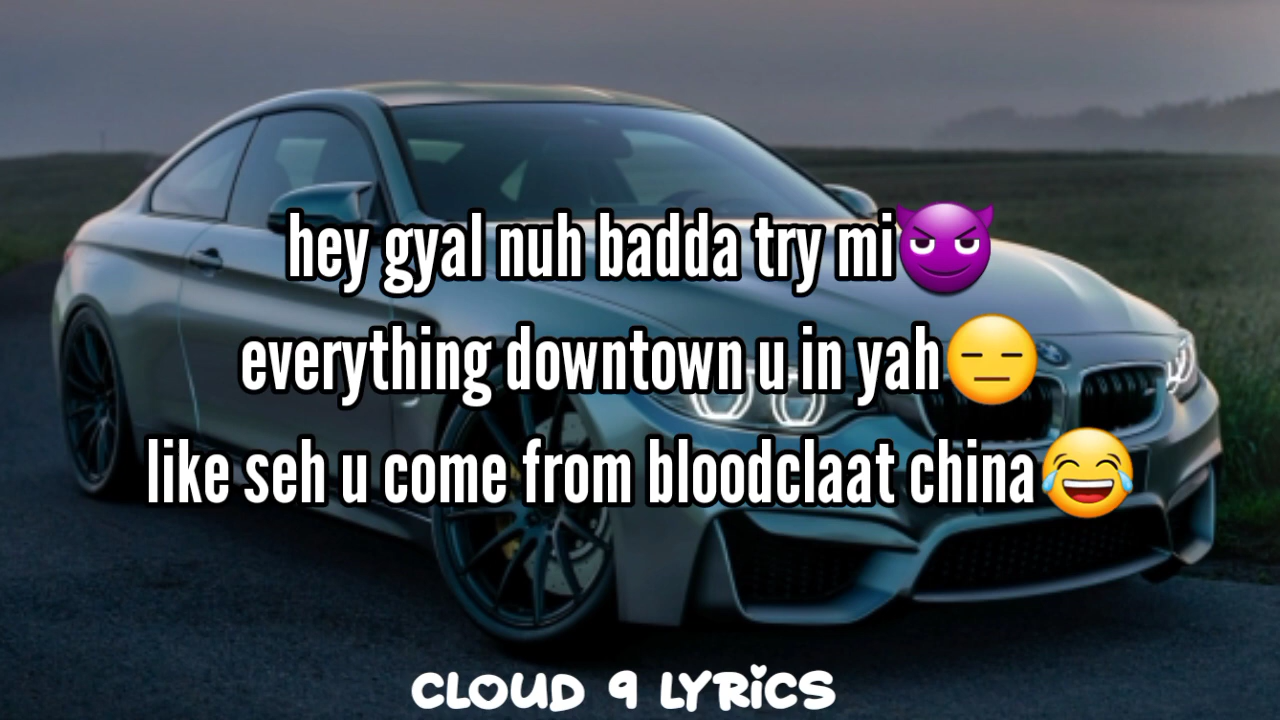 hey gyal nuh badda try mi😈
everything downtown u in yah😑
like seh u come from bloodclaat china😂
CLOUD 9 LYRICS